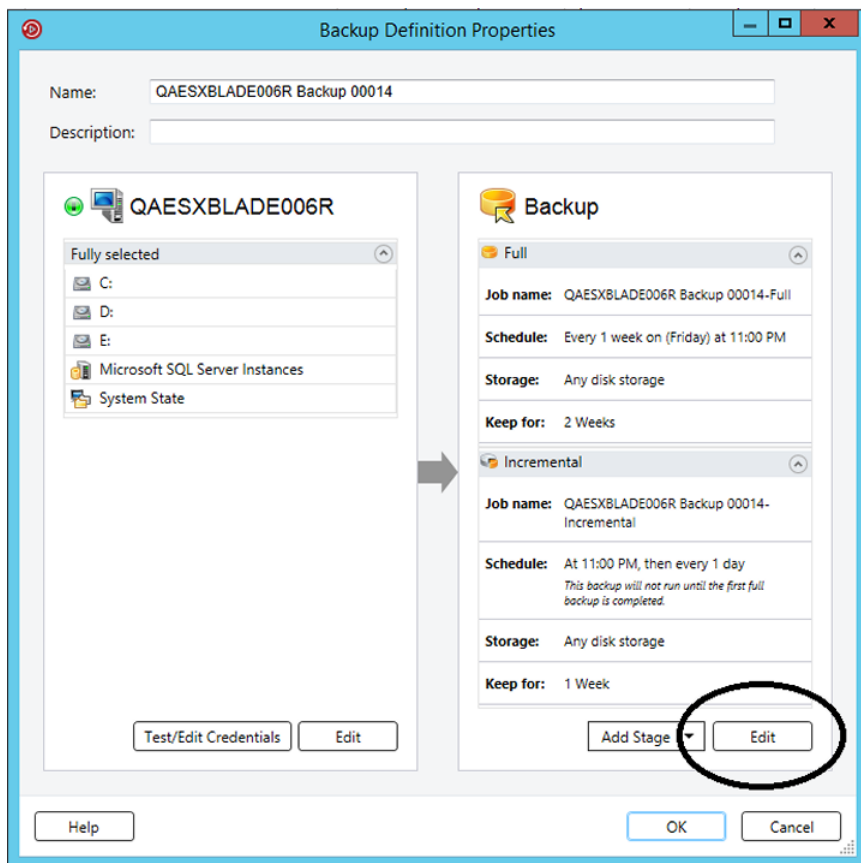 Backup Definition Properties
Name: QAESXBLADE006R Backup 00014
Description:
QAESXBLADE006R
Fully selected
C:
D:
E:
Microsoft SQL Server Instances
System State
Test/Edit Credentials Edit
Backup
Full
Job name: QAESXBLADE006R Backup 00014-Full
Schedule: Every 1 week on (Friday) at 11:00 PM
Storage: Any disk storage
Keep for: 2 Weeks
Incremental
Job name: QAESXBLADE006R Backup 00014-
Incremental
Schedule: At 11:00 PM, then every 1 day
This backup will not run until the first full
backup is completed.
Storage: Any disk storage
Keep for: 1 Week
Add Stage Edit
Help OK Cancel